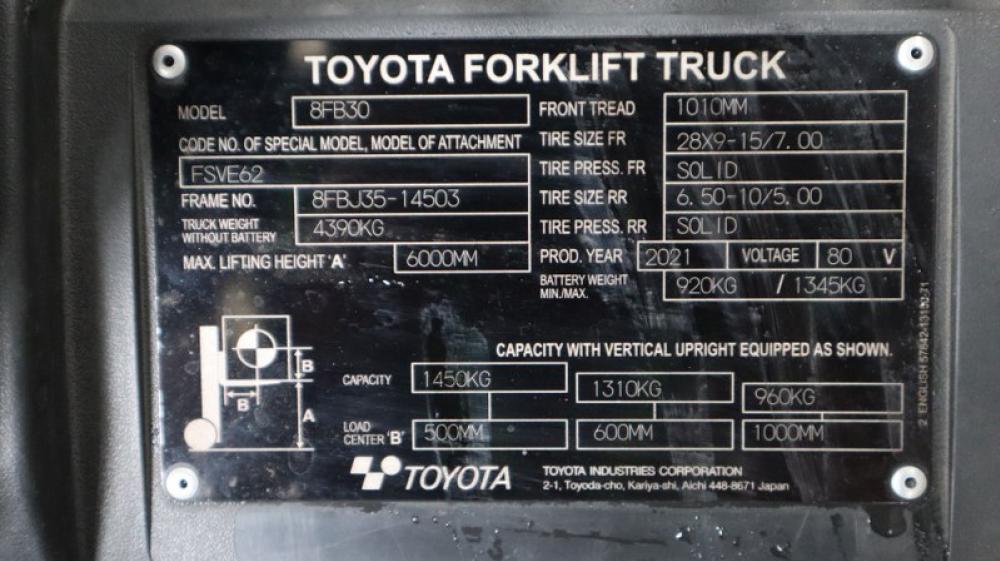 TOYOTA FORKLIFT TRUCK
MODEL 8FB30
CODE NO. OF SPECIAL MODEL, MODEL OF ATTACHMENT
FSVE62
FRAME NO. 8FBJ35-14503
TRUCK WEIGHT WITHOUT BATTERY 4390KG
MAX. LIFTING HEIGHT 'A' 6000MM
FRONT TREAD 1010MM
TIRE SIZE FR 28X9-15/7.00
TIRE PRESS. FR SOLID
TIRE SIZE RR 6.50-10/5.00
TIRE PRESS. RR SOLID
PROD. YEAR 2021 VOLTAGE 80 V
BATTERY WEIGHT MIN./MAX. 920KG / 1345KG
CAPACITY WITH VERTICAL UPRIGHT EQUIPPED AS SHOWN.
B
B
A
CAPACITY 1450KG 1310KG 960KG
LOAD CENTER 'B' 500MM 600MM 1000MM
TOYOTA
TOYOTA INDUSTRIES CORPORATION
2-1, Toyoda-cho, Kariya-shi, Aichi 448-8671 Japan
2 ENGLISH